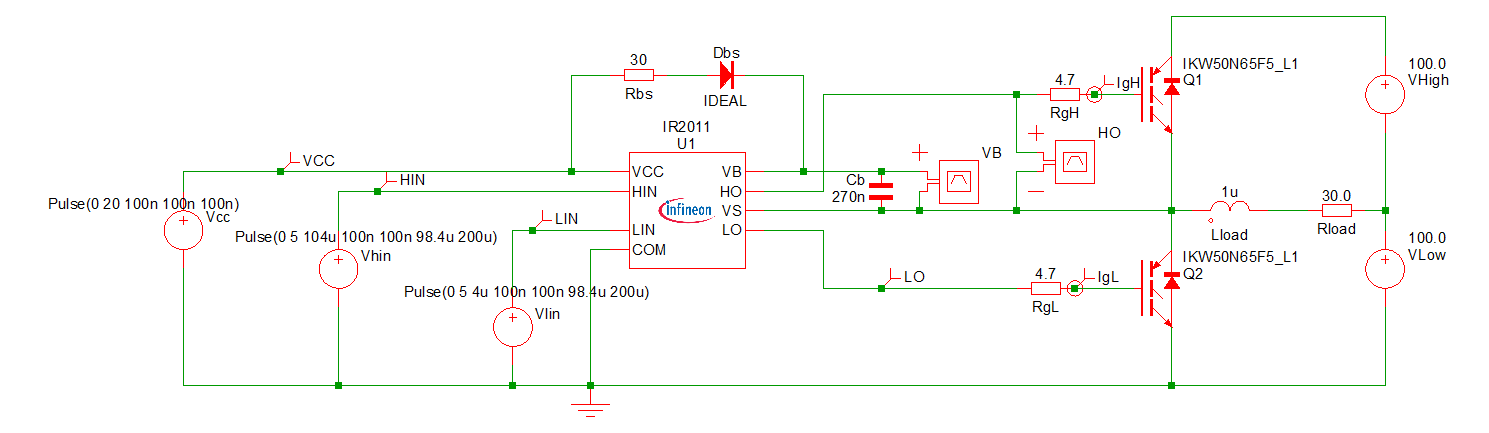 Dbs
30
Rbs
IDEAL
IR2011
U1
VCC
HIN
LIN
COM
VB
HO
VS
LO
infineon
VCC
HIN
LIN
Pulse(0 20 100n 100n 100n)
Vcc
Pulse(0 5 104u 100n 100n 98.4u 200u)
Vhin
Pulse(0 5 4u 100n 100n 98.4u 200u)
Vlin
Cb
270n
VB
HO
4.7
RgH
IgH
IKW50N65F5_L1
Q1
100.0
VHigh
1u
Lload
30.0
Rload
LO
4.7
RgL
IgL
IKW50N65F5_L1
Q2
100.0
VLow